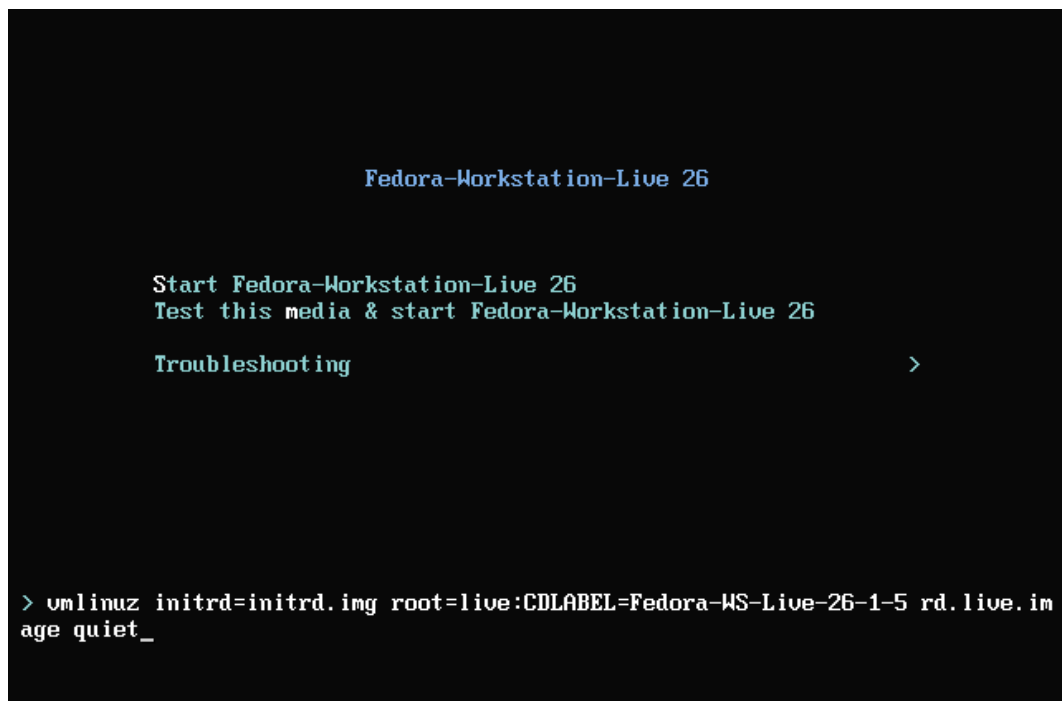 Fedora-Workstation-Live 26
Start Fedora-Workstation-Live 26
Test this media & start Fedora-Workstation-Live 26
Troubleshooting >
> vmlinuz initrd=initrd.img root=live:CDLABEL=Fedora-WS-Live-26-1-5 rd.live.im
age quiet_